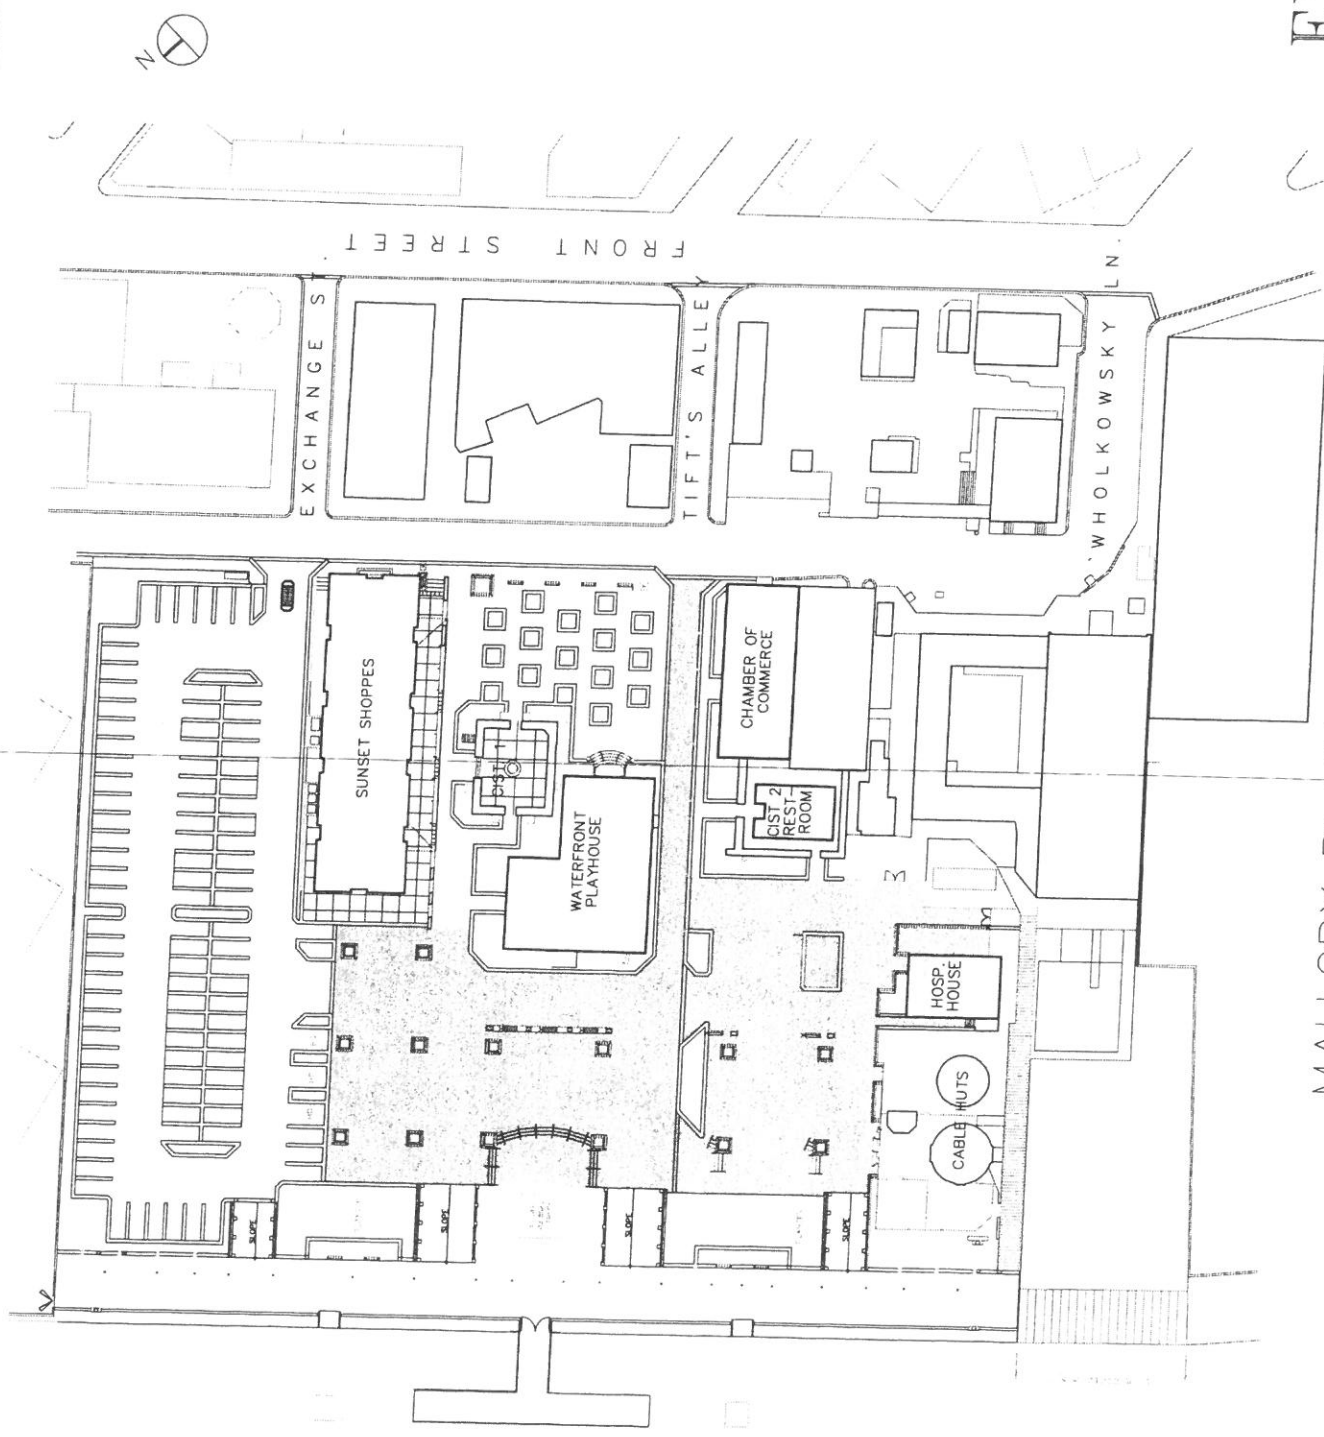 N
FRONT STREET
EXCHANGE ST.
TIFT'S ALLEY
WHOLKOWSKY LN.
SUNSET SHOPPES
CHAMBER OF
COMMERCE
CIST 1
CIST 2
REST-
ROOM
WATERFRONT
PLAYHOUSE
HOSP.
HOUSE
CABLE HUTS
SLOPE
SLOPE
SLOPE
SLOPE